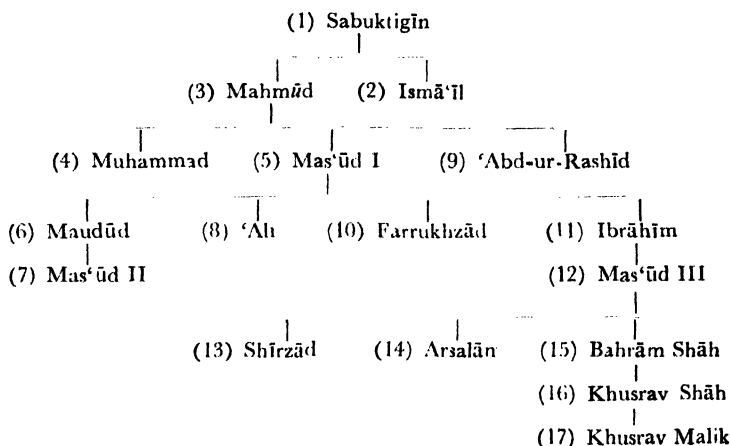 (1) Sabuktigīn
(3) Mahmūd (2) Ismā‘īl
(4) Muhammad (5) Mas‘ūd I (9) ‘Abd-ur-Rashīd
(6) Maudūd (8) ‘Alī (10) Farrukhzād (11) Ibrāhīm
(7) Mas‘ūd II (12) Mas‘ūd III
(13) Shīrzād (14) Arsalān (15) Bahrām Shāh
(16) Khusrav Shāh
(17) Khusrav Malik